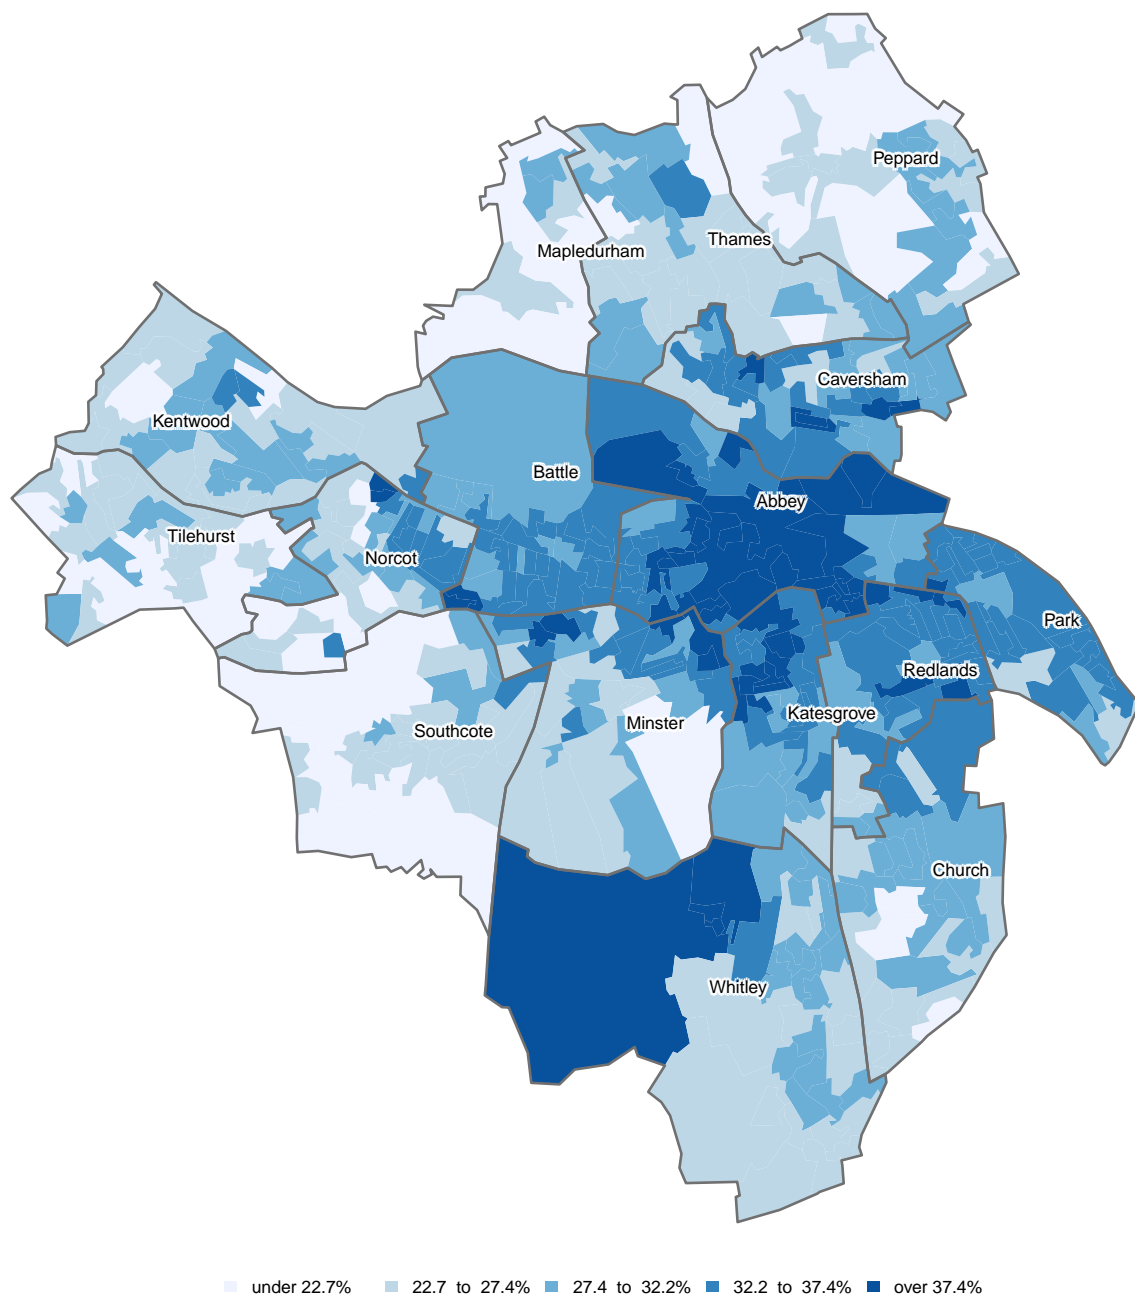 Peppard
Thames
Mapledurham
Caversham
Kentwood
Battle
Abbey
Tilehurst
Norcot
Park
Redlands
Katesgrove
Minster
Southcote
Church
Whitley
under 22.7% 22.7 to 27.4% 27.4 to 32.2% 32.2 to 37.4% over 37.4%